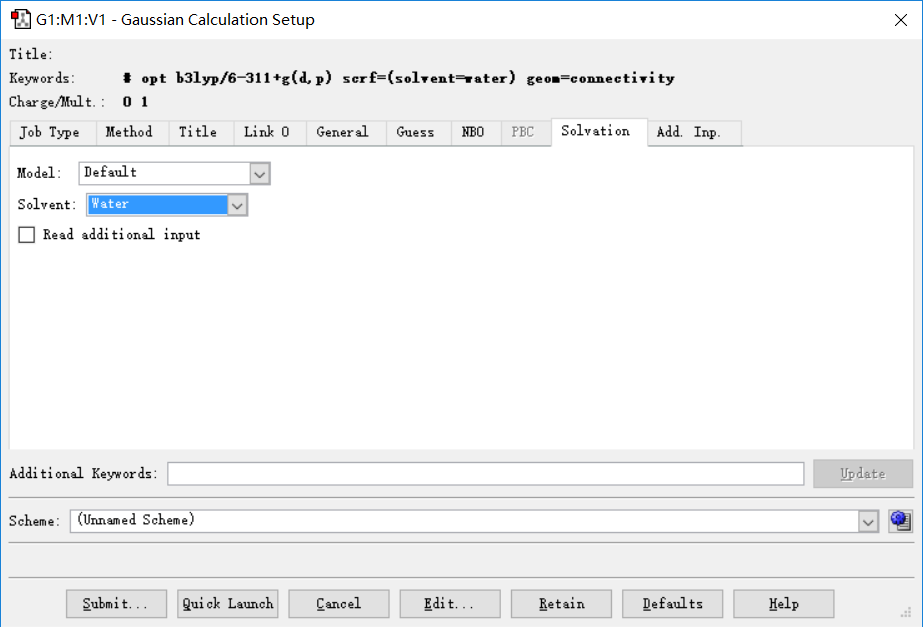 G1:M1:V1 - Gaussian Calculation Setup
Title:
Keywords: # opt b3lyp/6-311+g(d,p) scrf=(solvent=water) geom=connectivity
Charge/Mult.: 0 1
Job Type Method Title Link 0 General Guess NBO PBC Solvation Add. Inp.
Model: Default
Solvent: Water
Read additional input
Additional Keywords: Update
Scheme: (Unnamed Scheme)
Submit... Quick Launch Cancel Edit... Retain Defaults Help